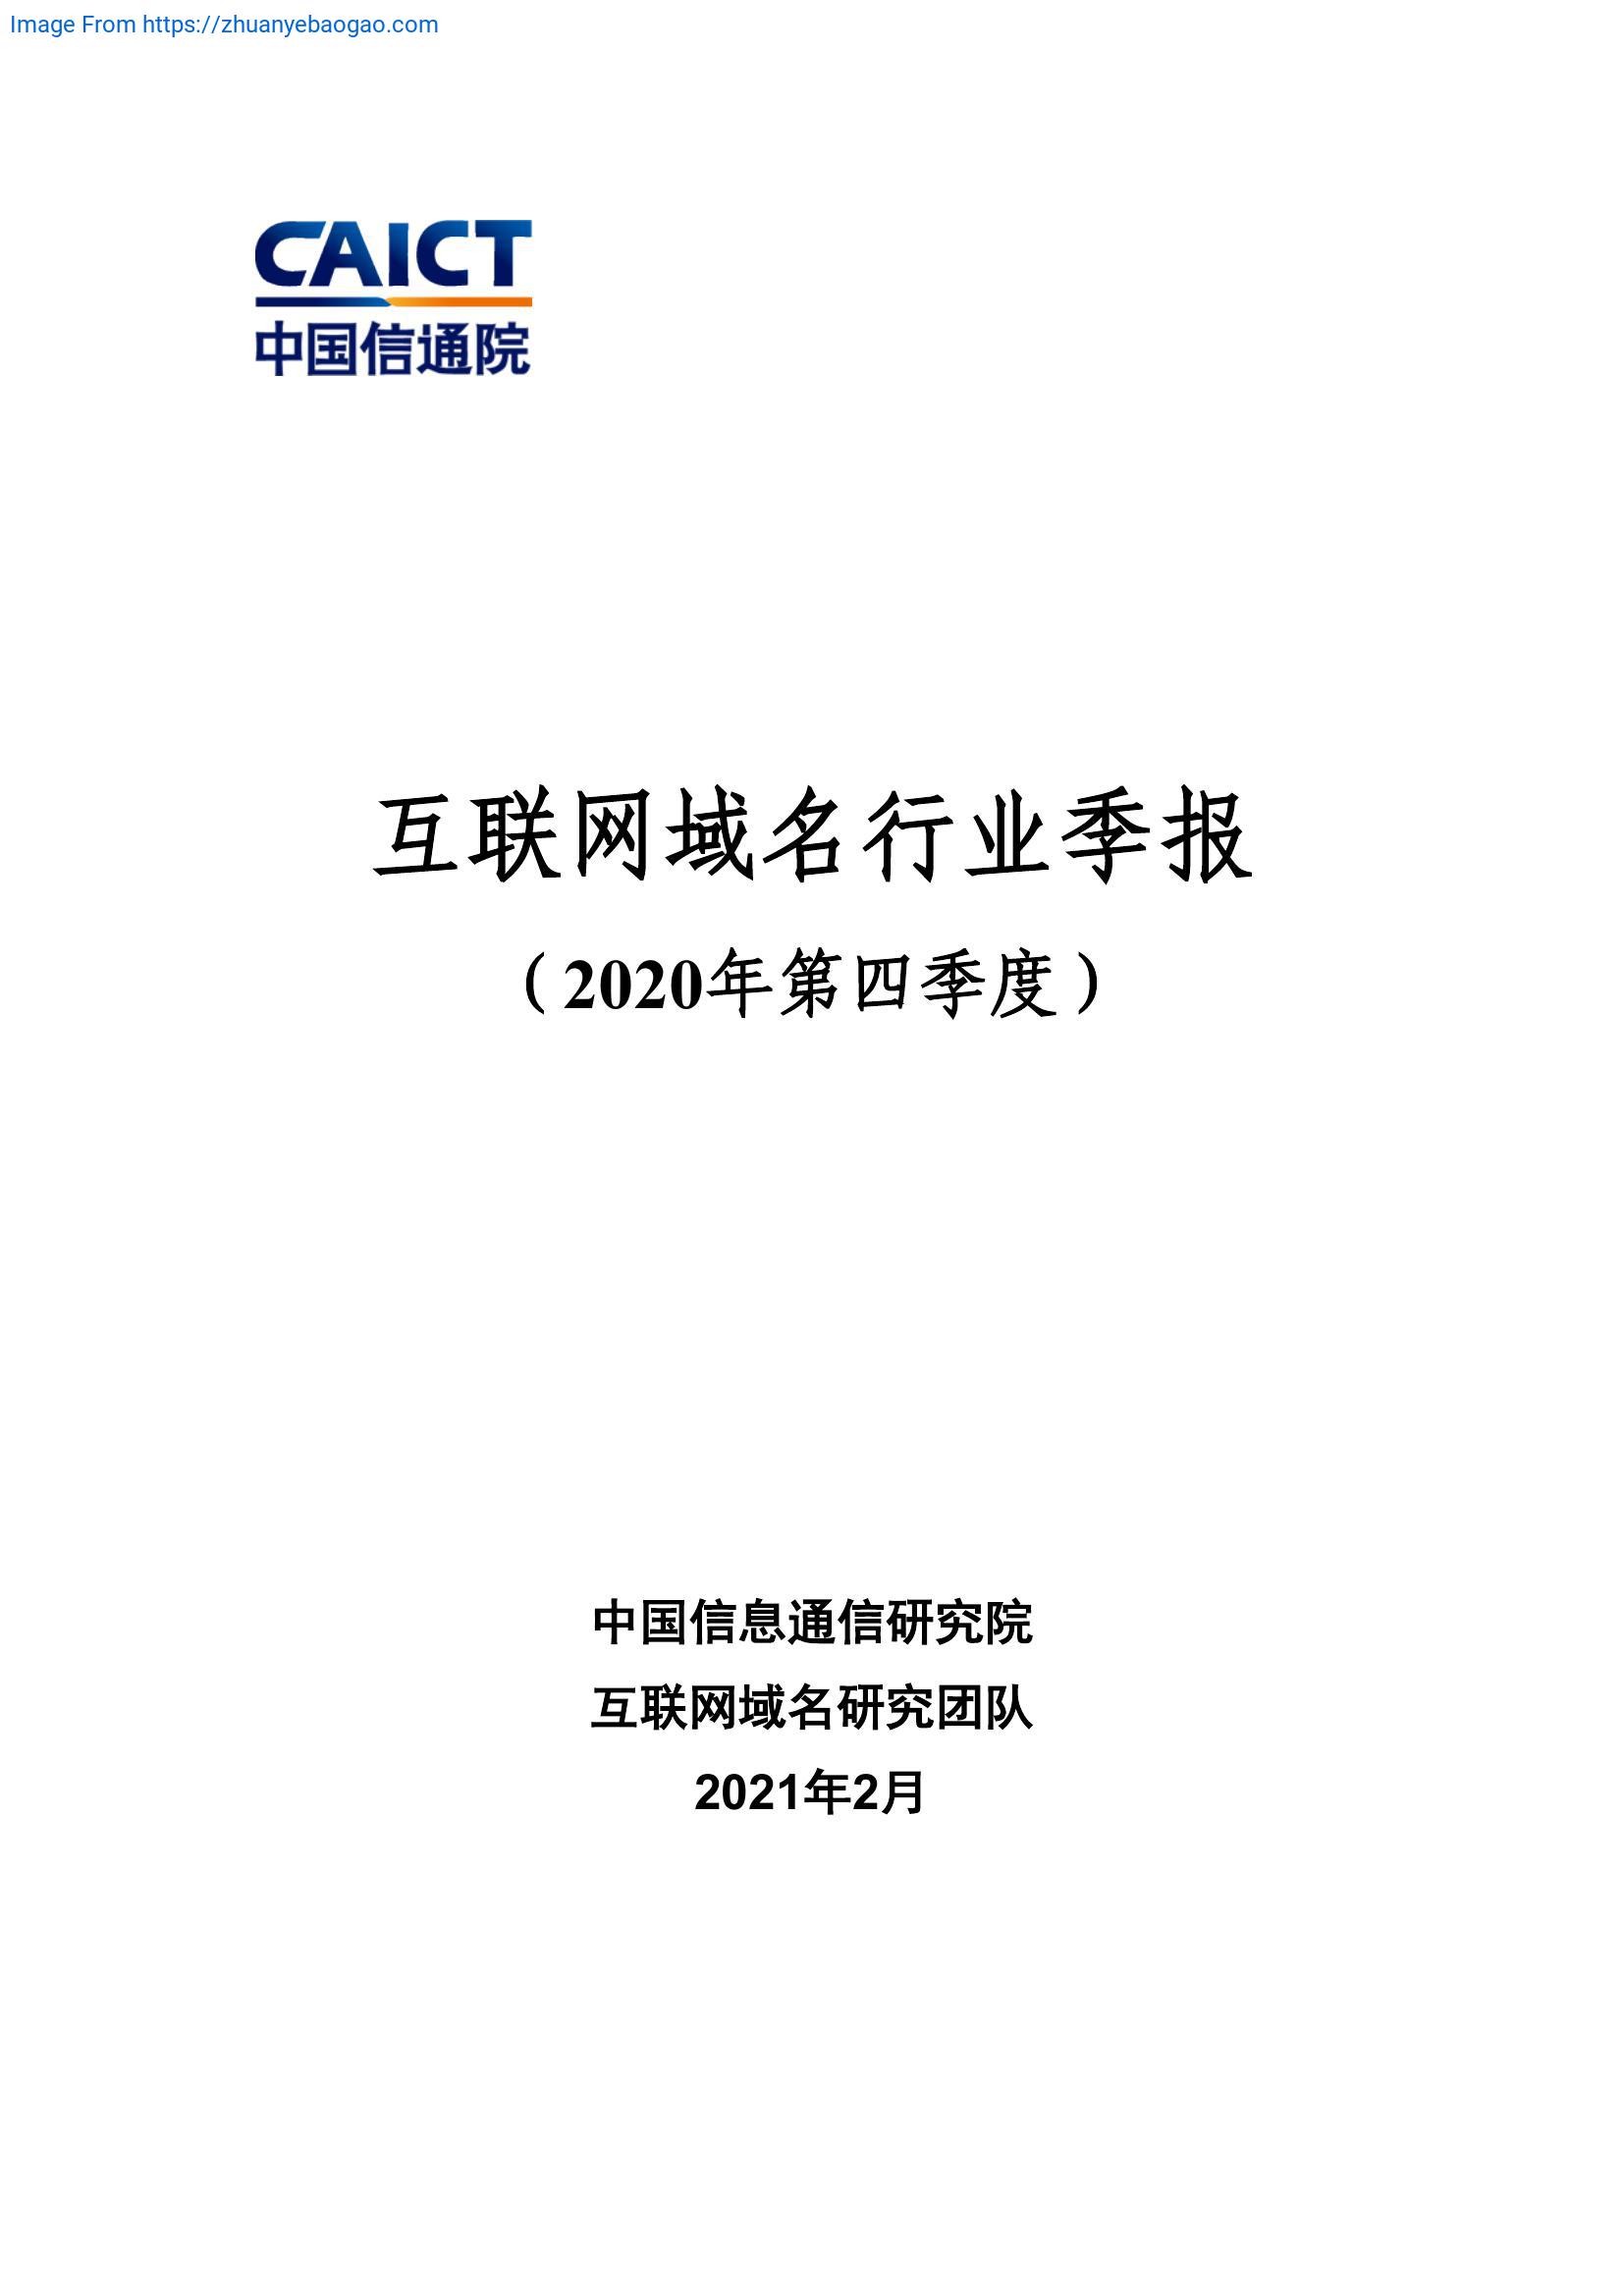 Image From https://zhuanyebaogao.com
CAICT
中国信通院
互联网域名行业季报
（2020年第四季度）
中国信息通信研究院
互联网域名研究团队
2021年2月